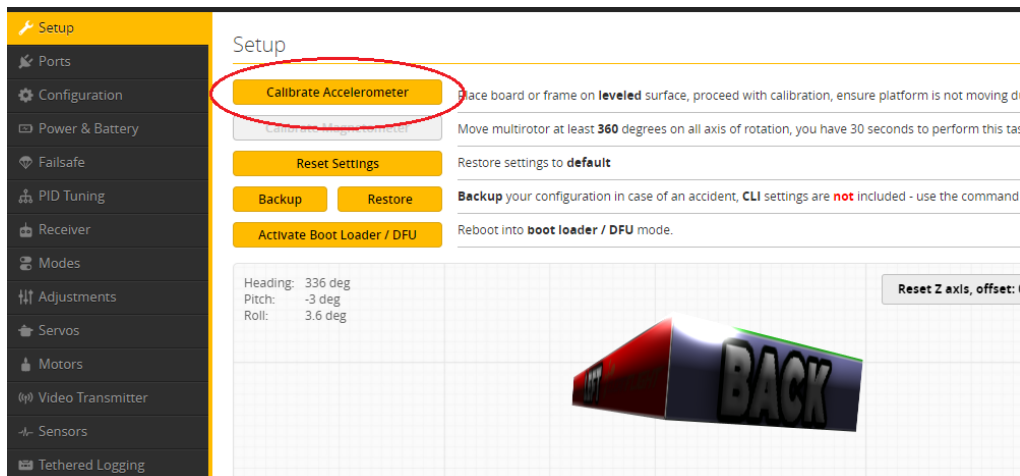 Setup
Ports
Configuration
Power & Battery
Failsafe
PID Tuning
Receiver
Modes
Adjustments
Servos
Motors
Video Transmitter
Sensors
Tethered Logging
Setup
Calibrate Accelerometer
Place board or frame on leveled surface, proceed with calibration, ensure platform is not moving
Calibrate Magnetometer
Move multirotor at least 360 degrees on all axis of rotation, you have 30 seconds to perform this
Reset Settings
Restore settings to default
Backup
Restore
Backup your configuration in case of an accident, CLI settings are not included - use the command
Activate Boot Loader / DFU
Reboot into boot loader / DFU mode.
Heading: 336 deg
Pitch: -3 deg
Roll: 3.6 deg
Reset Z axis, offset:
BACK